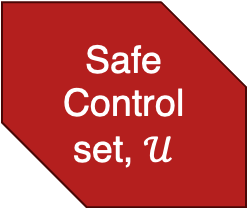 Safe
Control
set, 𝒰